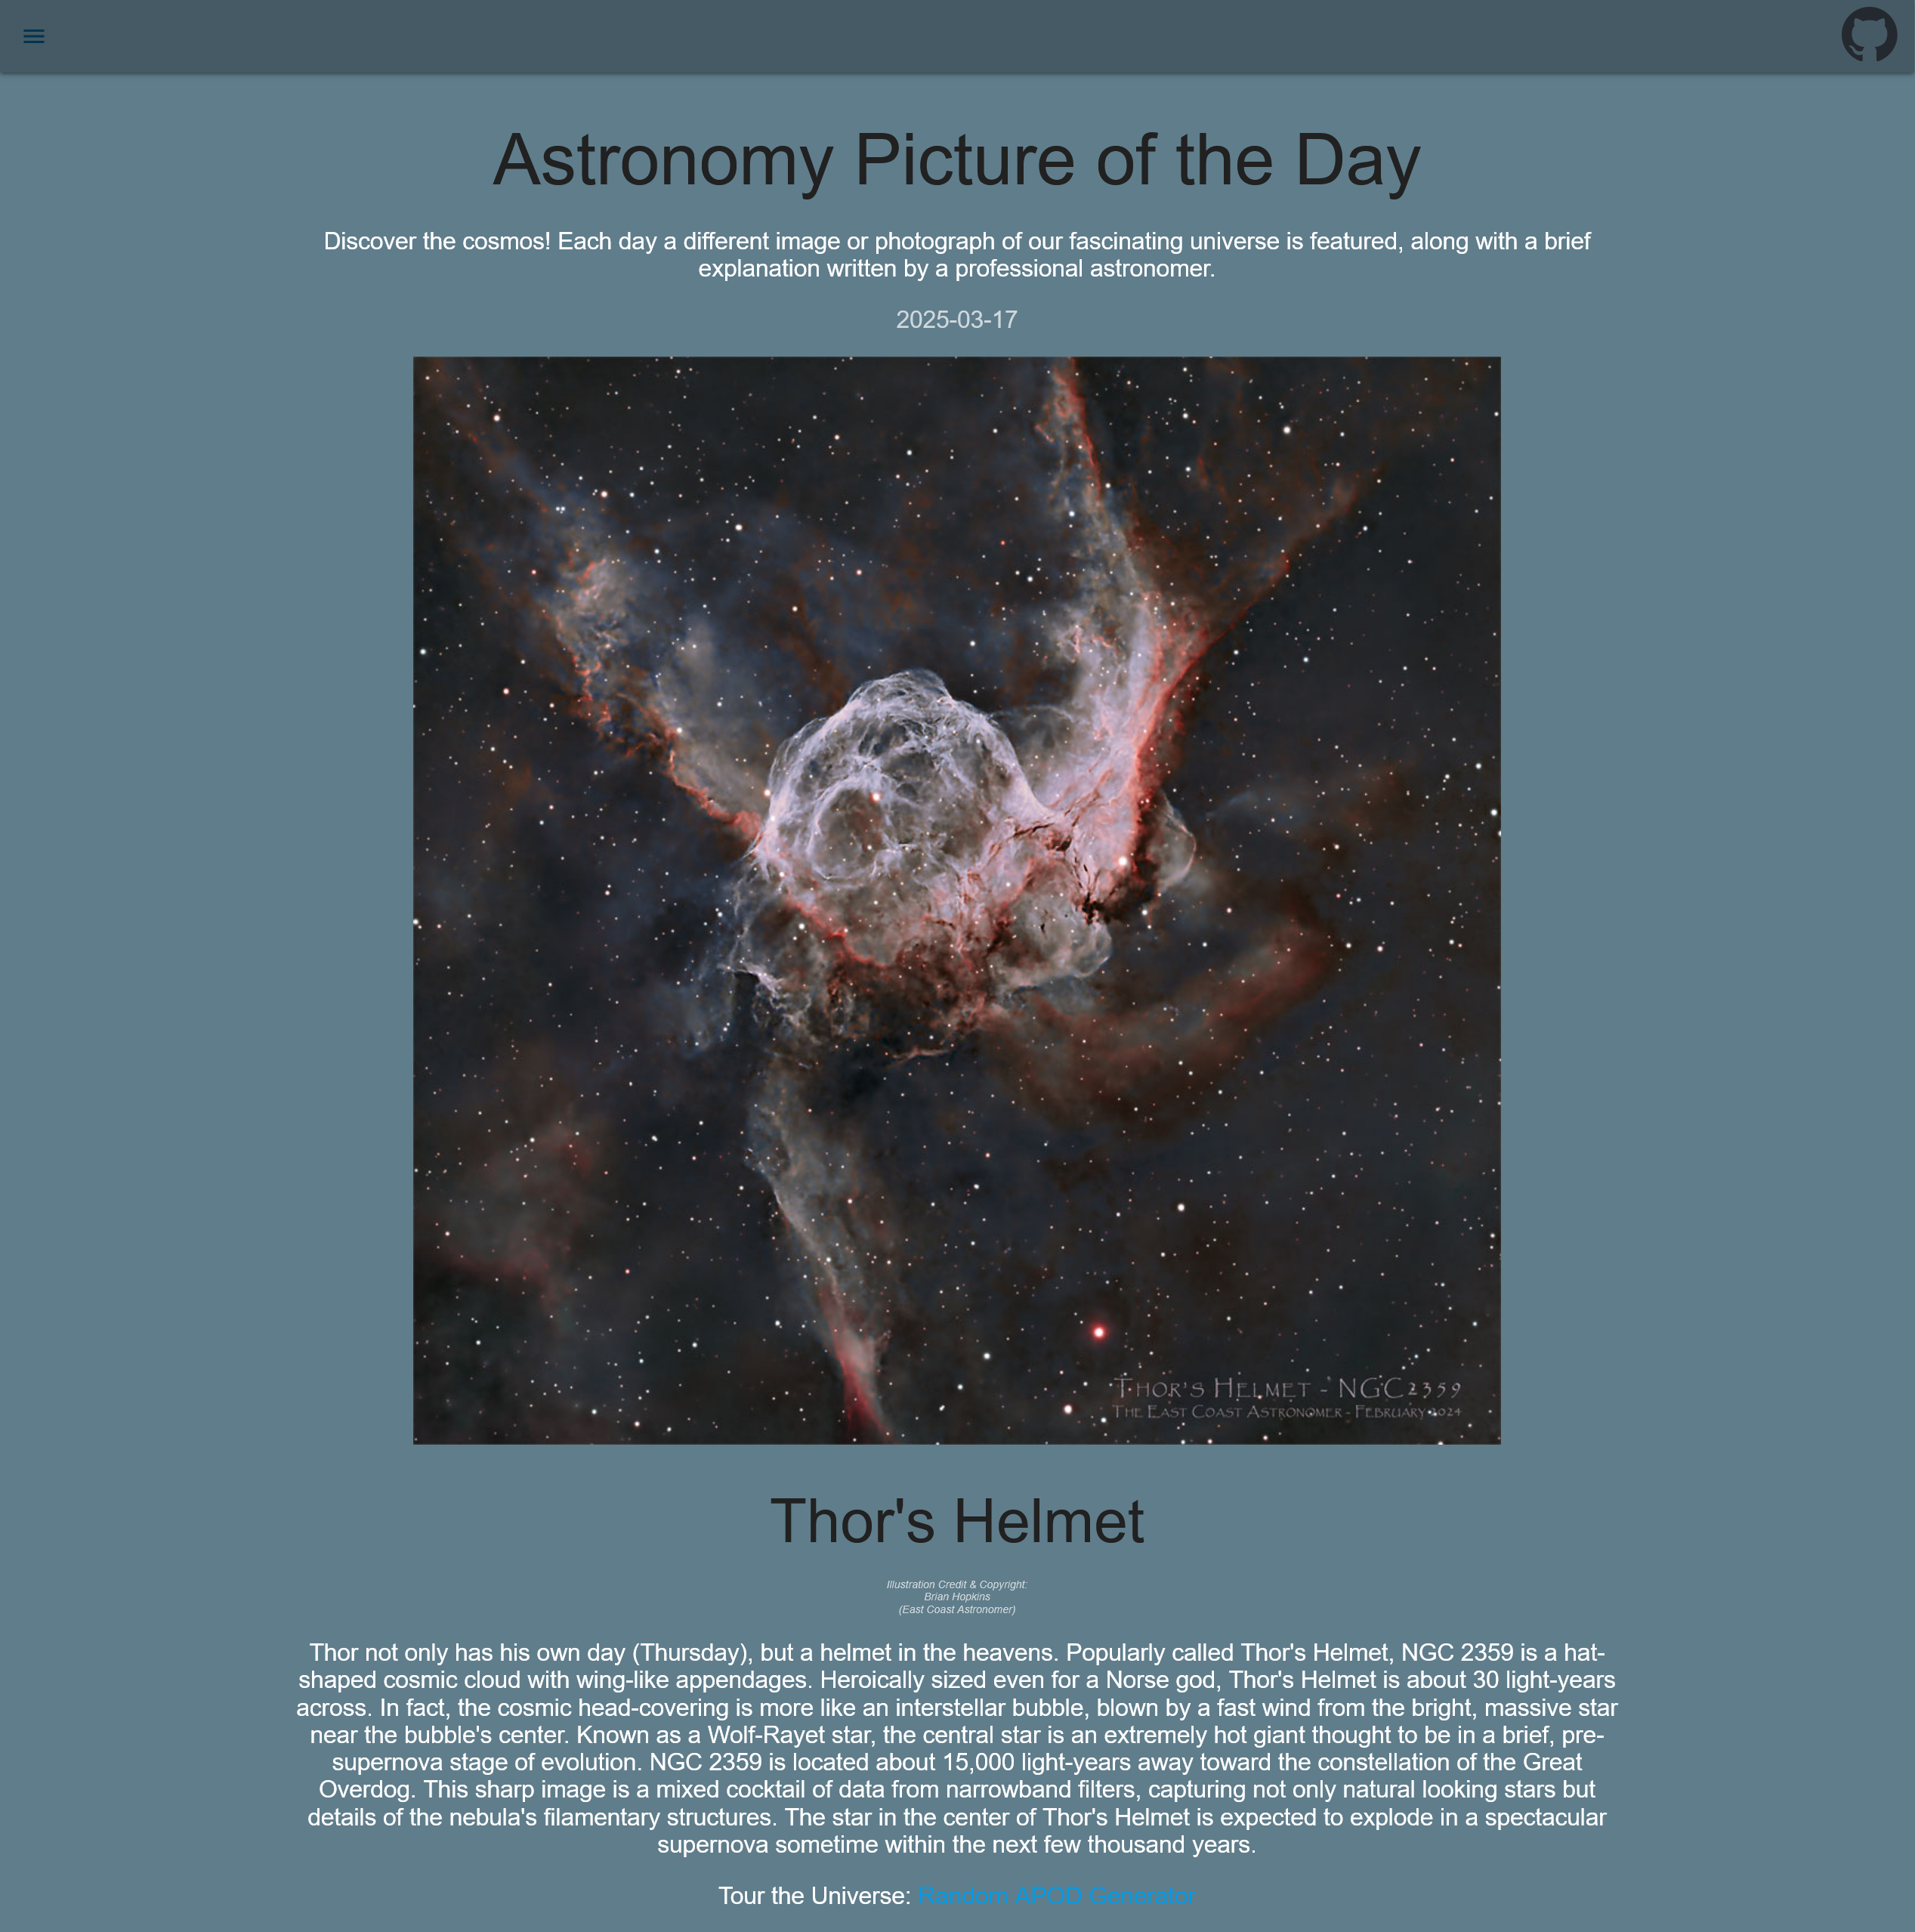 Astronomy Picture of the Day
Discover the cosmos! Each day a different image or photograph of our fascinating universe is featured, along with a brief
explanation written by a professional astronomer.
2025-03-17
Thor's Helmet - NGC2359
The East Coast Astronomer - February 2024
Thor's Helmet
Illustration Credit & Copyright:
Brian Hopkins
(East Coast Astronomer)
Thor not only has his own day (Thursday), but a helmet in the heavens. Popularly called Thor's Helmet, NGC 2359 is a hat-
shaped cosmic cloud with wing-like appendages. Heroically sized even for a Norse god, Thor's Helmet is about 30 light-years
across. In fact, the cosmic head-covering is more like an interstellar bubble, blown by a fast wind from the bright, massive star
near the bubble's center. Known as a Wolf-Rayet star, the central star is an extremely hot giant thought to be in a brief, pre-
supernova stage of evolution. NGC 2359 is located about 15,000 light-years away toward the constellation of the Great
Overdog. This sharp image is a mixed cocktail of data from narrowband filters, capturing not only natural looking stars but
details of the nebula's filamentary structures. The star in the center of Thor's Helmet is expected to explode in a spectacular
supernova sometime within the next few thousand years.
Tour the Universe: Random APOD Generator